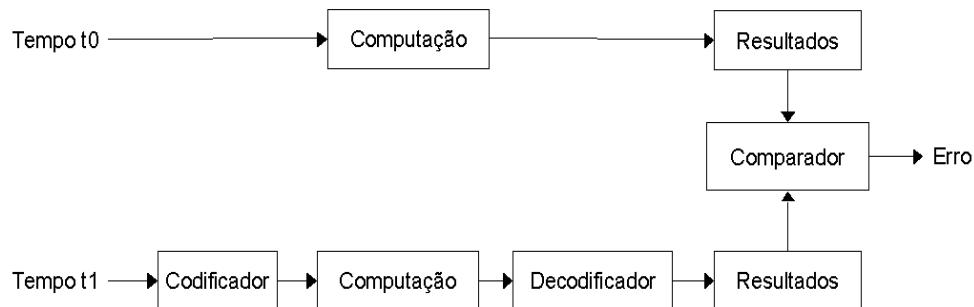 Tempo t0
Computação
Resultados
Comparador
Erro
Tempo t1
Codificador
Computação
Decodificador
Resultados